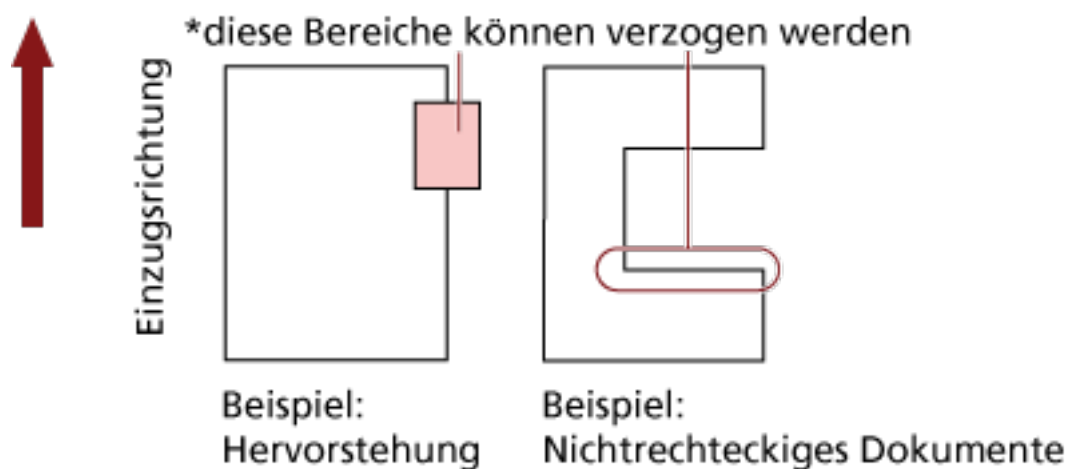 *diese Bereiche können verzogen werden
Einzugsrichtung
Beispiel:
Hervorstehung
Beispiel:
Nichtrechteckiges Dokumente